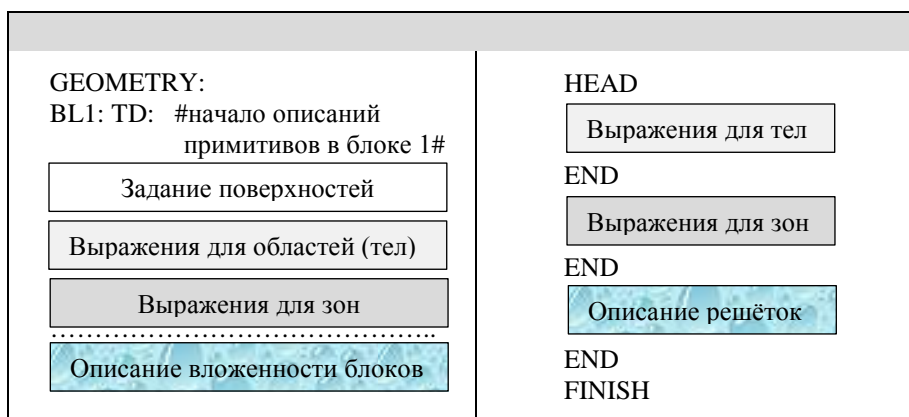 GEOMETRY:
BL1: TD: #начало описаний
примитивов в блоке 1#
Задание поверхностей
Выражения для областей (тел)
Выражения для зон
Описание вложенности блоков
HEAD
Выражения для тел
END
Выражения для зон
END
Описание решёток
END
FINISH